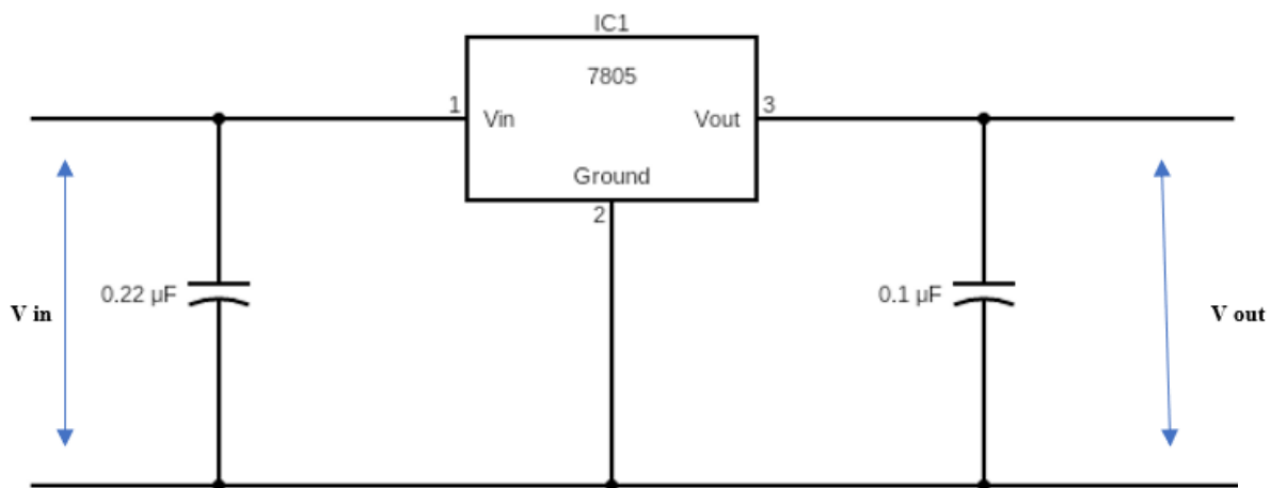 IC1
7805
1
Vin
Vout
3
Ground
2
0.22 µF
0.1 µF
V in
V out